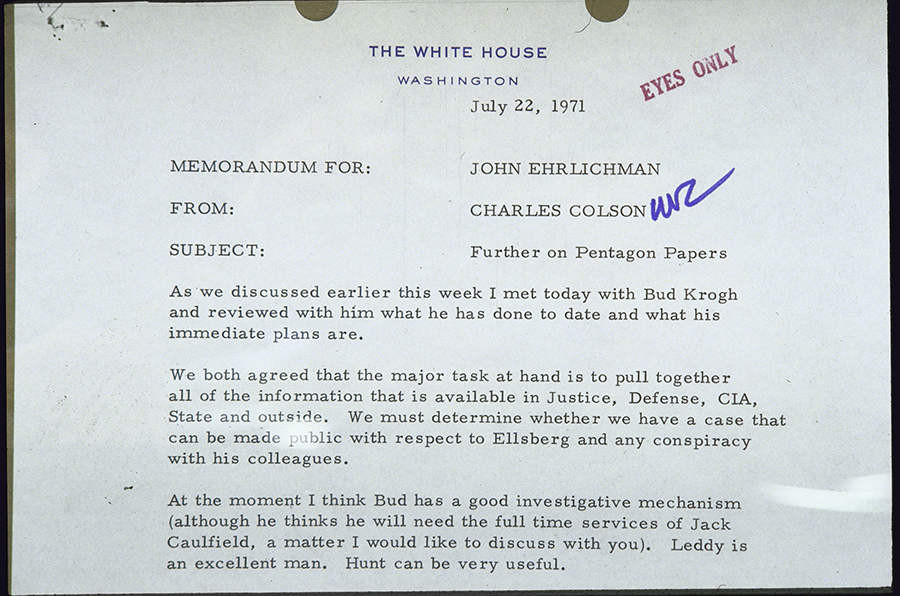 THE WHITE HOUSE
WASHINGTON
EYES ONLY
July 22, 1971
MEMORANDUM FOR: JOHN EHRLICHMAN
FROM: CHARLES COLSON
SUBJECT: Further on Pentagon Papers
As we discussed earlier this week I met today with Bud Krogh
and reviewed with him what he has done to date and what his
immediate plans are.
We both agreed that the major task at hand is to pull together
all of the information that is available in Justice, Defense, CIA,
State and outside. We must determine whether we have a case that
can be made public with respect to Ellsberg and any conspiracy
with his colleagues.
At the moment I think Bud has a good investigative mechanism
(although he thinks he will need the full time services of Jack
Caulfield, a matter I would like to discuss with you). Leddy is
an excellent man. Hunt can be very useful.